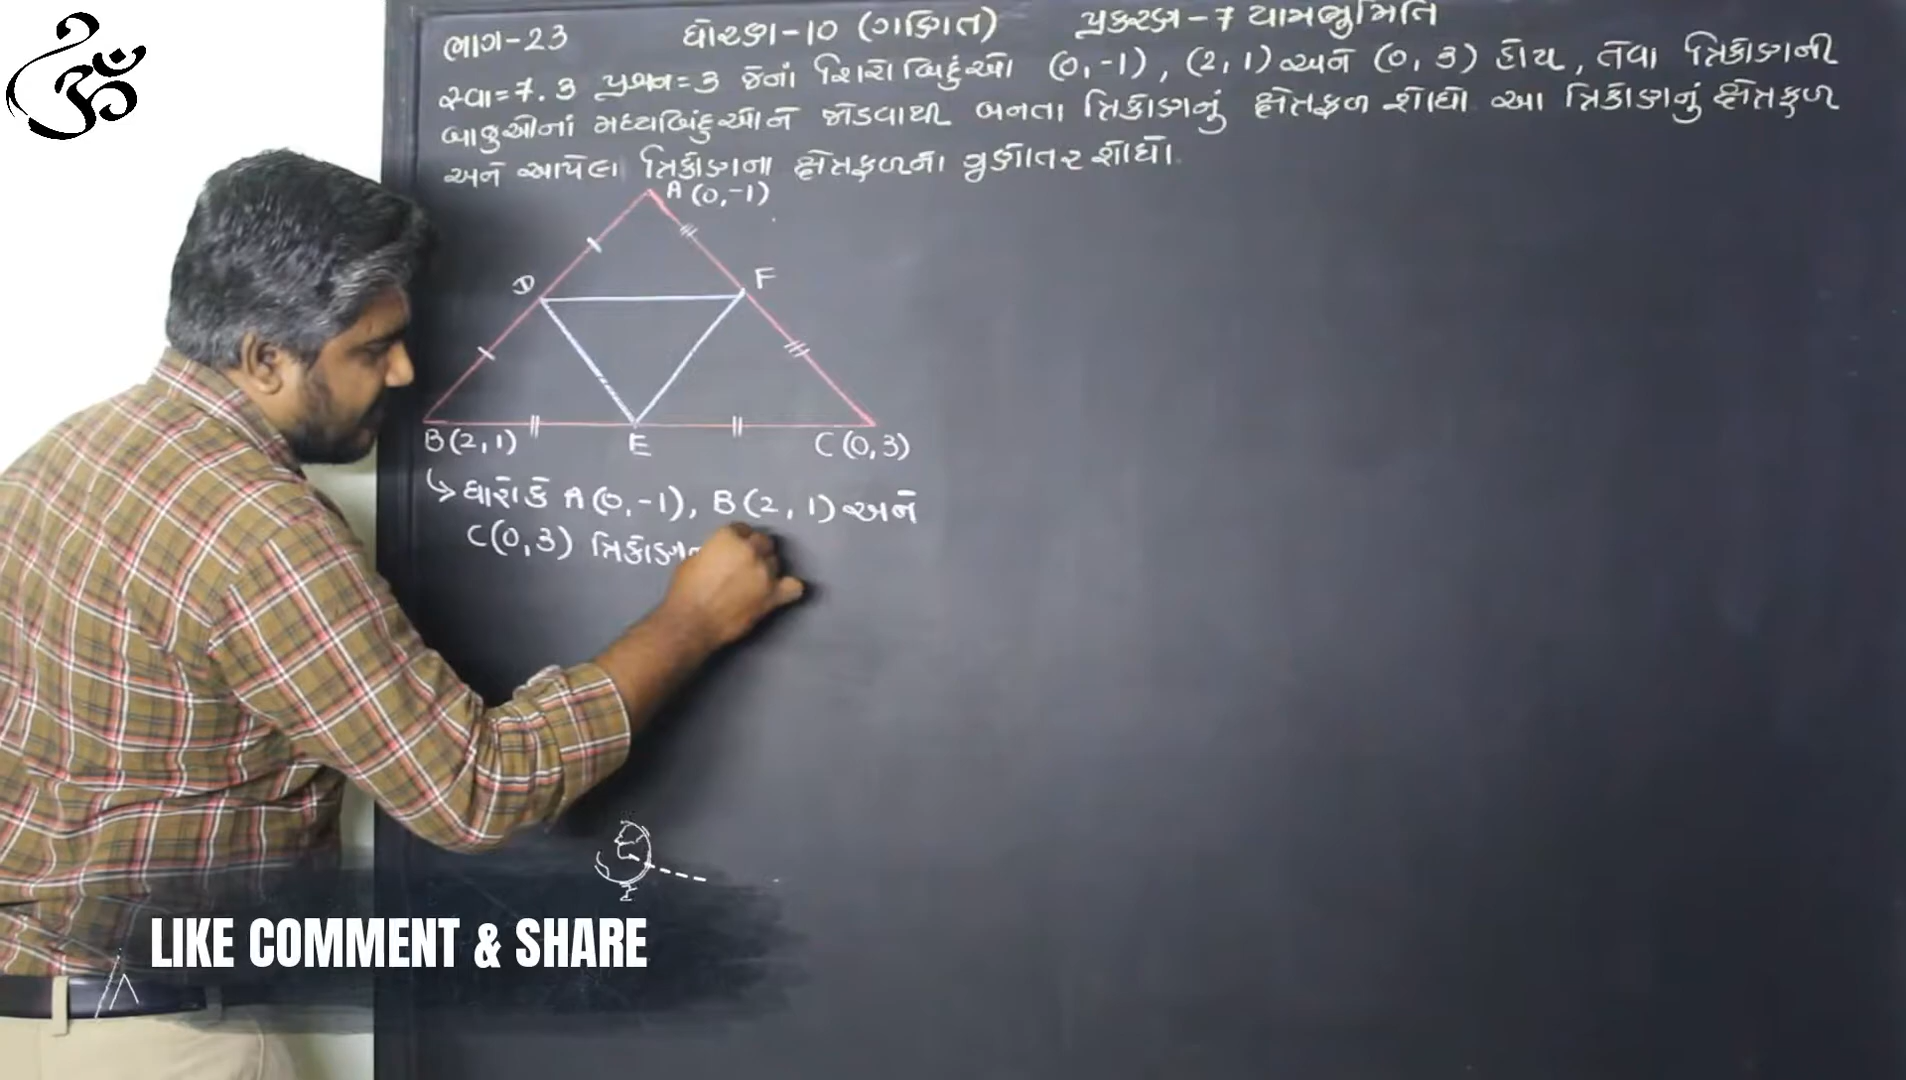 ૐ
ભાગ-23 ધોરણ-10 (ગણિત) પ્રકરણ-7 યામભૂમિતિ
સ્વા=7.3 પ્રશ્ન=3 જેનાં શિરોબિંદુઓ (0,-1), (2,1) અને (0,3) હોય, તેવા ત્રિકોણની
બાજુઓનાં મધ્યબિંદુઓને જોડવાથી બનતા ત્રિકોણનું ક્ષેત્રફળ શોધો આ ત્રિકોણનું ક્ષેત્રફળ
અને આપેલા ત્રિકોણના ક્ષેત્રફળનો ગુણોતર શોધો.
A (0,-1)
D
F
B(2,1)
E
C (0,3)
↳ ધારો કે A(0,-1), B(2,1) અને
C(0,3) ત્રિકોણન
LIKE COMMENT & SHARE